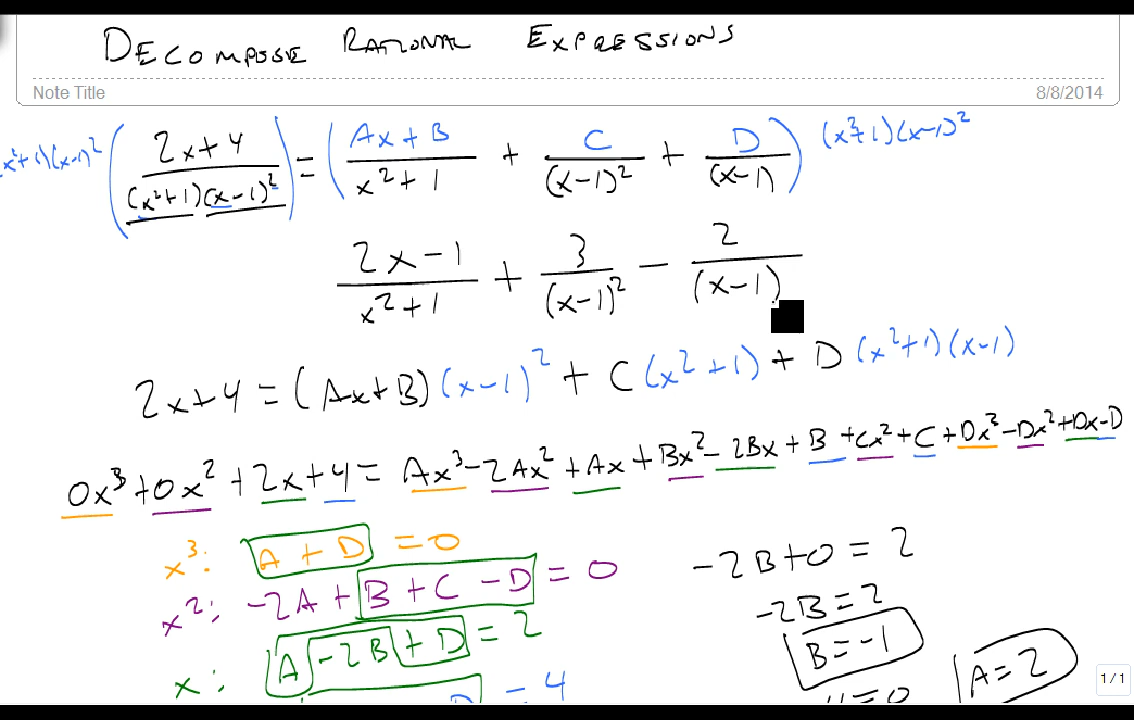 DECOMPOSE RATIONAL EXPRESSIONS
Note Title 8/8/2014
x²+1)(x-1)² ( 2x+4 / (x²+1)(x-1)² ) = ( Ax+B / x²+1 + C / (x-1)² + D / (x-1) ) (x²+1)(x-1)²
2x-1 / x²+1 + 3 / (x-1)² - 2 / (x-1)
2x+4 = (Ax+B)(x-1)² + C(x²+1) + D(x²+1)(x-1)
0x³+0x²+2x+4 = Ax³-2Ax²+Ax+Bx²-2Bx+B+Cx²+C+Dx³-Dx²+Dx-D
x³: A + D = 0
-2B+0=2
x²: -2A+B+C-D=0
-2B=2
x: A-2B+D=2
B=-1
A=2
D = 4
=0
1/1